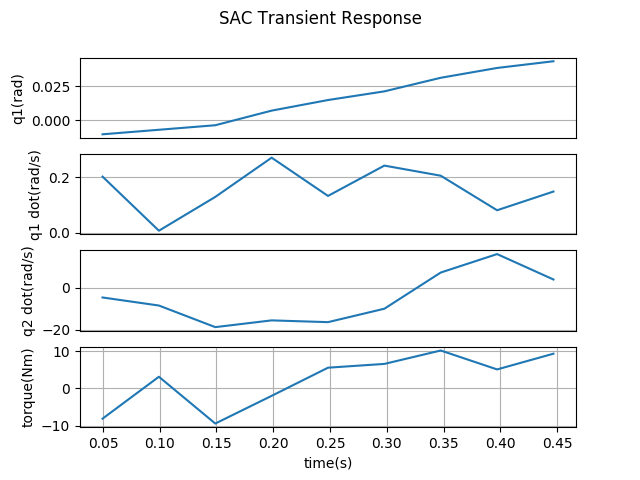 SAC Transient Response
q1(rad)
0.025
0.000
q1 dot(rad/s)
0.2
0.0
q2 dot(rad/s)
0
−20
torque(Nm)
10
0
−10
0.05 0.10 0.15 0.20 0.25 0.30 0.35 0.40 0.45
time(s)